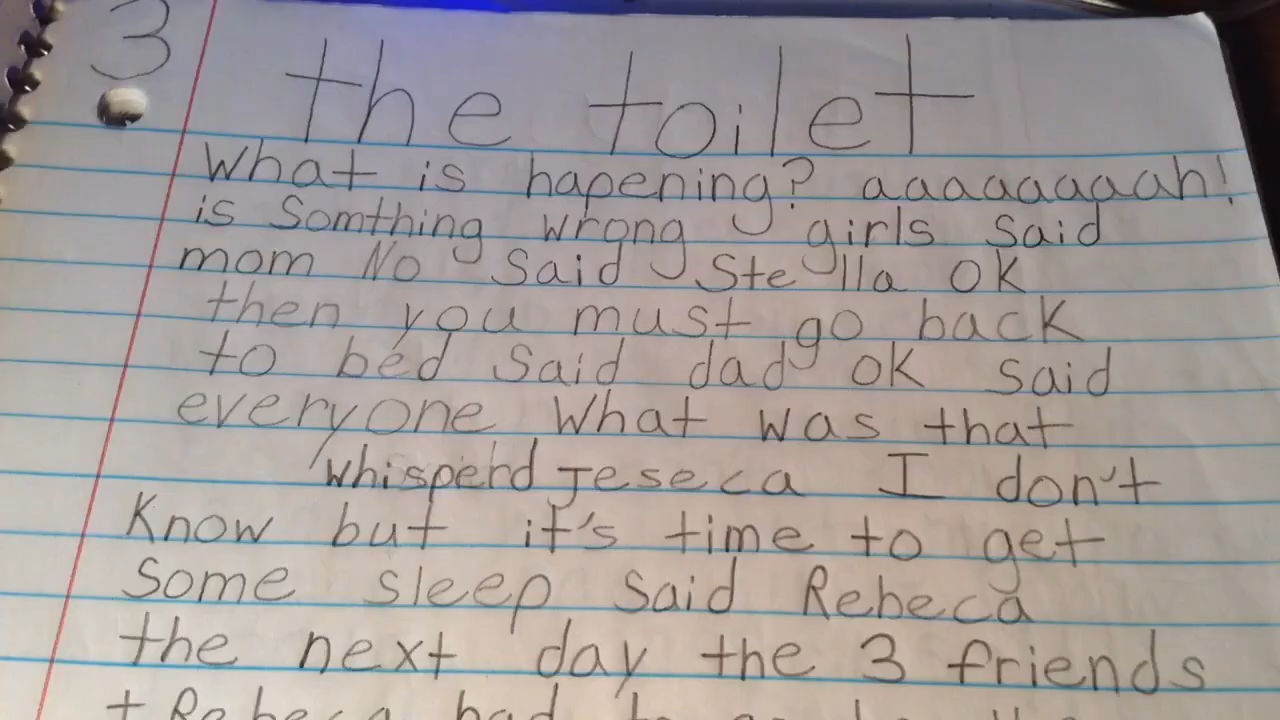 3
the toilet
What is hapening? aaaaaaaaah!
is Somthing wrong girls said
mom No said Stella OK
then you must go back
to bed said dad OK said
everyone What was that
whisperd Jeseca I don't
Know but it's time to get
Some sleep said Rebeca
the next day the 3 friends